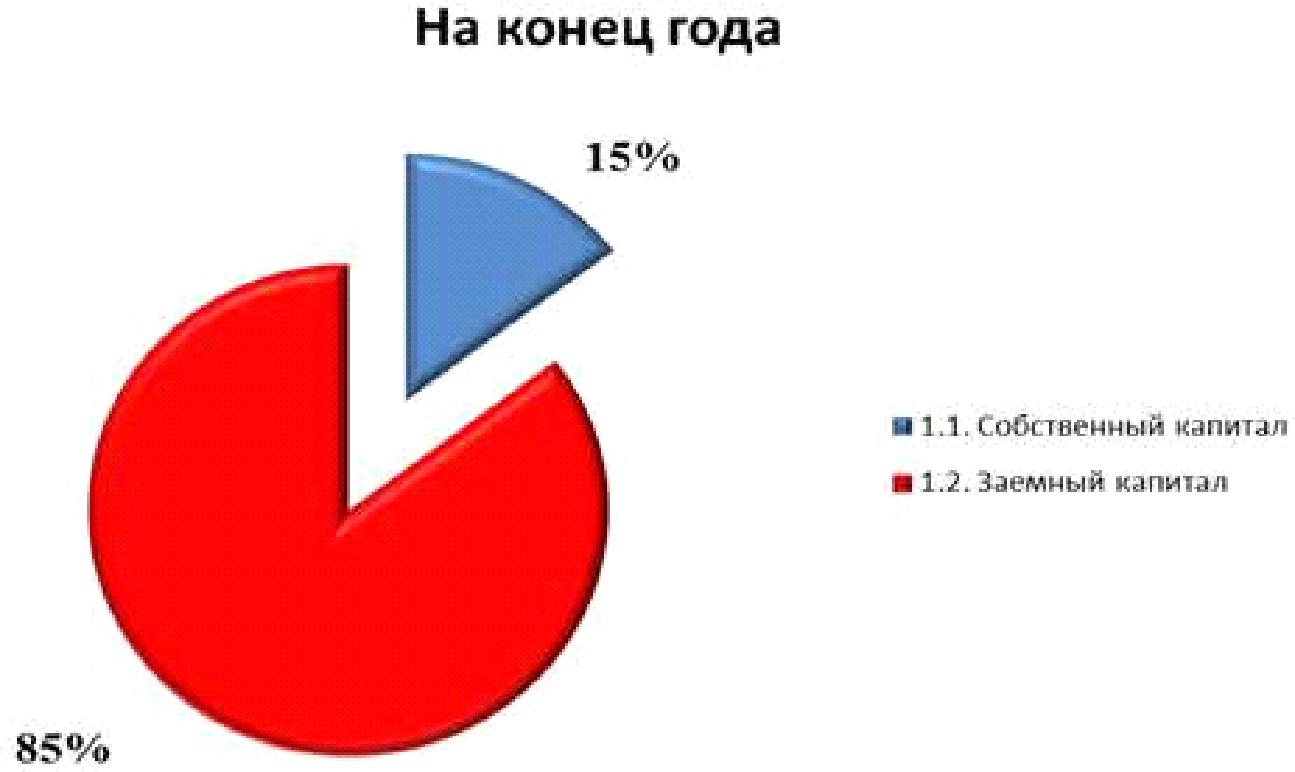 На конец года
15%
1.1. Собственный капитал
1.2. Заемный капитал
85%